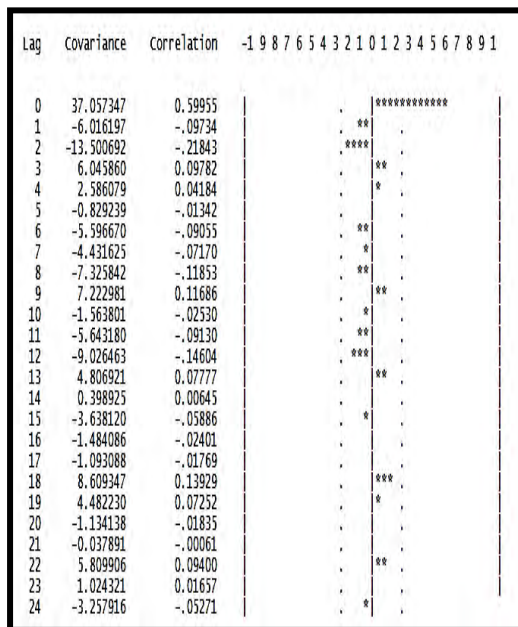 Lag Covariance Correlation -1 9 8 7 6 5 4 3 2 1 0 1 2 3 4 5 6 7 8 9 1
0 37.057347 0.59955 | . |************ |
1 -6.016197 -.09734 | . **| . |
2 -13.500692 -.21843 | .****| . |
3 6.045860 0.09782 | . |** . |
4 2.586079 0.04184 | . |* . |
5 -0.829239 -.01342 | . | . |
6 -5.596670 -.09055 | . **| . |
7 -4.431625 -.07170 | . *| . |
8 -7.325842 -.11853 | . **| . |
9 7.222981 0.11686 | . |** . |
10 -1.563801 -.02530 | . *| . |
11 -5.643180 -.09130 | . **| . |
12 -9.026463 -.14604 | . ***| . |
13 4.806921 0.07777 | . |** . |
14 0.398925 0.00645 | . | . |
15 -3.638120 -.05886 | . *| . |
16 -1.484086 -.02401 | . | . |
17 -1.093088 -.01769 | . | . |
18 8.609347 0.13929 | . |*** . |
19 4.482230 0.07252 | . |* . |
20 -1.134138 -.01835 | . | . |
21 -0.037891 -.00061 | . | . |
22 5.809906 0.09400 | . |** . |
23 1.024321 0.01657 | . | . |
24 -3.257916 -.05271 | . *| . |